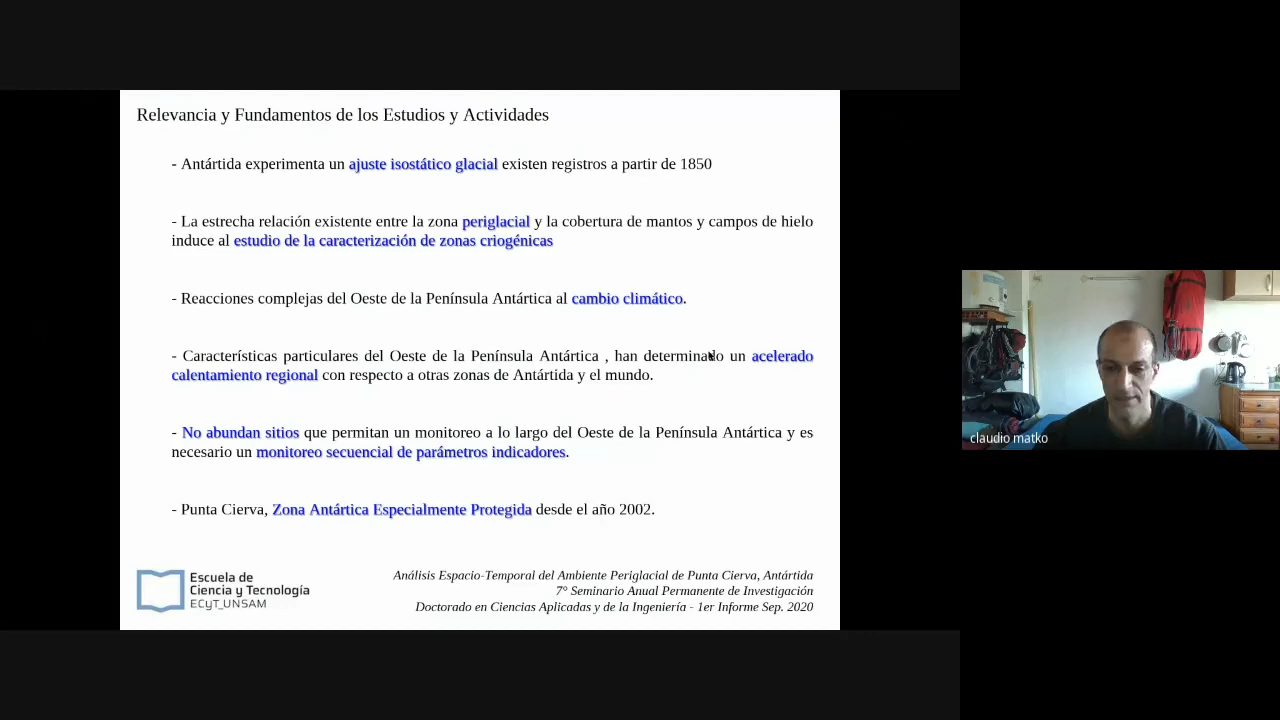 Relevancia y Fundamentos de los Estudios y Actividades
- Antártida experimenta un ajuste isostático glacial existen registros a partir de 1850
- La estrecha relación existente entre la zona periglacial y la cobertura de mantos y campos de hielo
induce al estudio de la caracterización de zonas criogénicas
- Reacciones complejas del Oeste de la Península Antártica al cambio climático.
- Características particulares del Oeste de la Península Antártica , han determinado un acelerado
calentamiento regional con respecto a otras zonas de Antártida y el mundo.
- No abundan sitios que permitan un monitoreo a lo largo del Oeste de la Península Antártica y es
necesario un monitoreo secuencial de parámetros indicadores.
- Punta Cierva, Zona Antártica Especialmente Protegida desde el año 2002.
Escuela de
Ciencia y Tecnología
ECyT_UNSAM
Análisis Espacio-Temporal del Ambiente Periglacial de Punta Cierva, Antártida
7° Seminario Anual Permanente de Investigación
Doctorado en Ciencias Aplicadas y de la Ingeniería - 1er Informe Sep. 2020
claudio matko